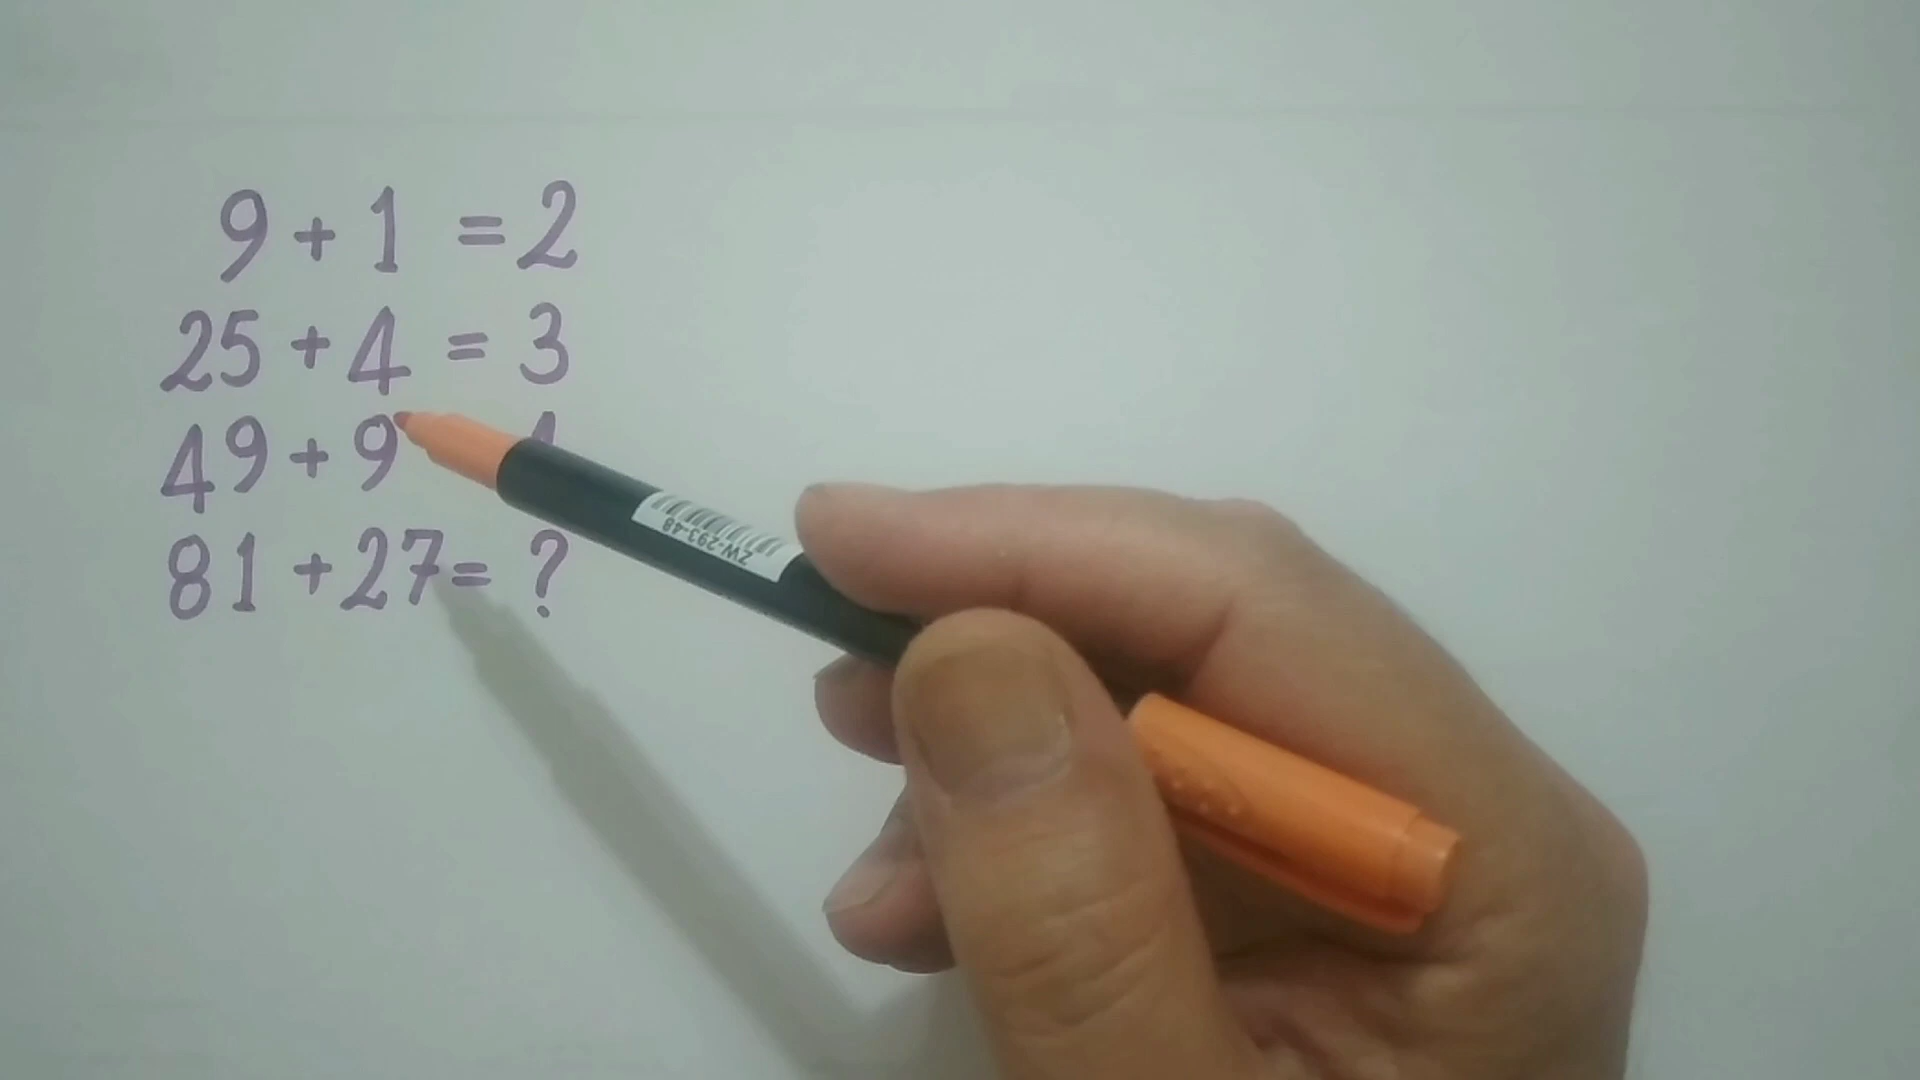 9 + 1 = 2
25 + 4 = 3
49 + 9
81 + 27 = ?
ZW-293-48